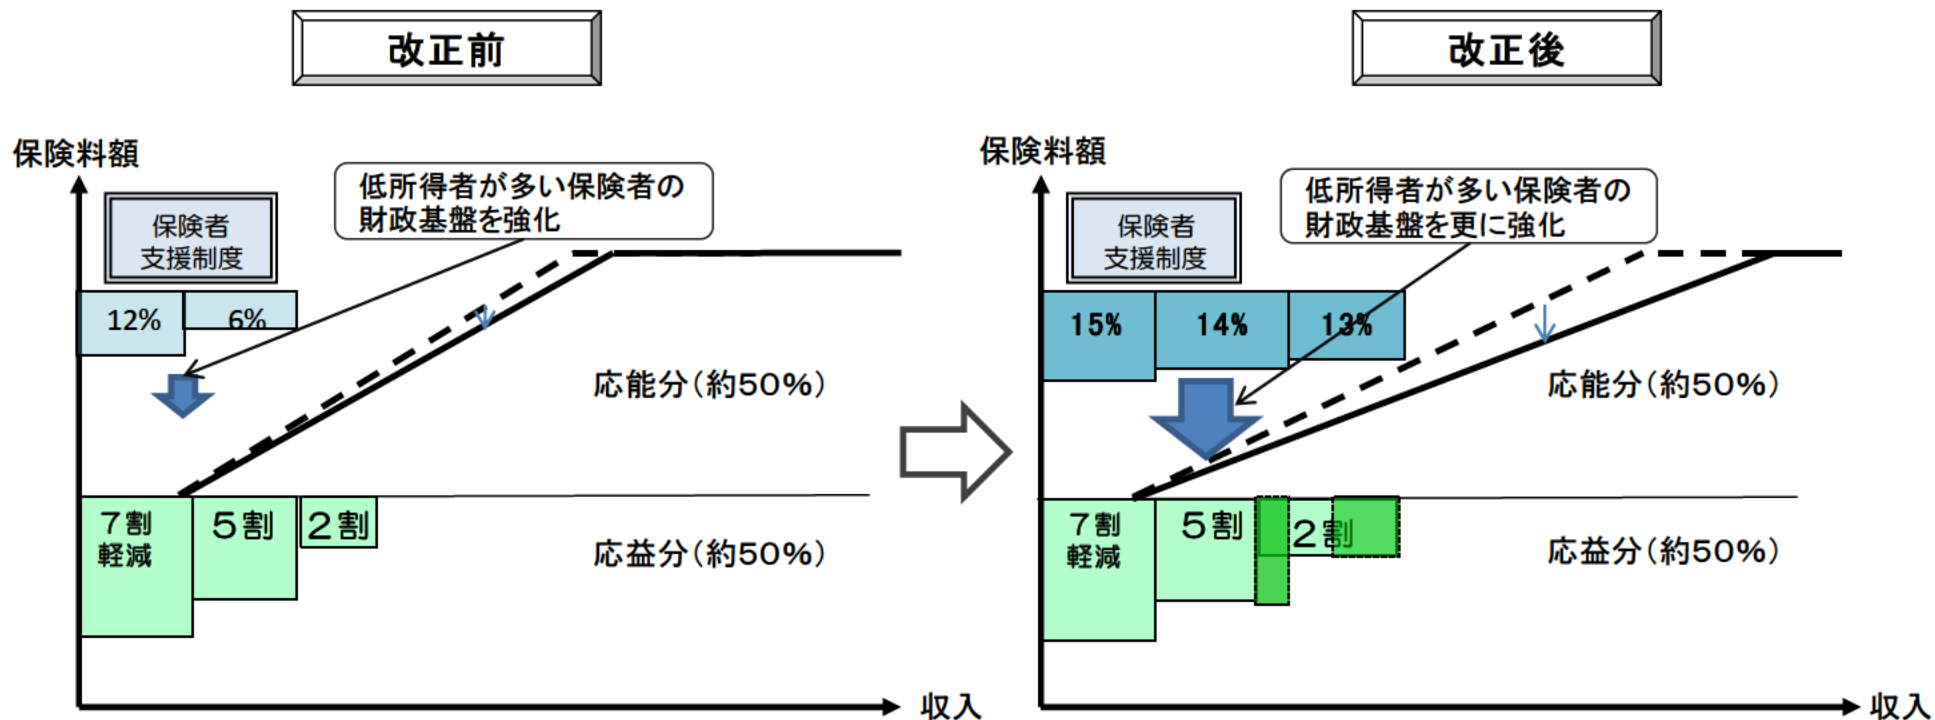 改正前
保険料額
低所得者が多い保険者の
財政基盤を強化
保険者
支援制度
12%
6%
応能分(約50%)
7割
軽減
5割
2割
応益分(約50%)
収入
改正後
保険料額
低所得者が多い保険者の
財政基盤を更に強化
保険者
支援制度
15%
14%
13%
応能分(約50%)
7割
軽減
5割
2割
応益分(約50%)
収入